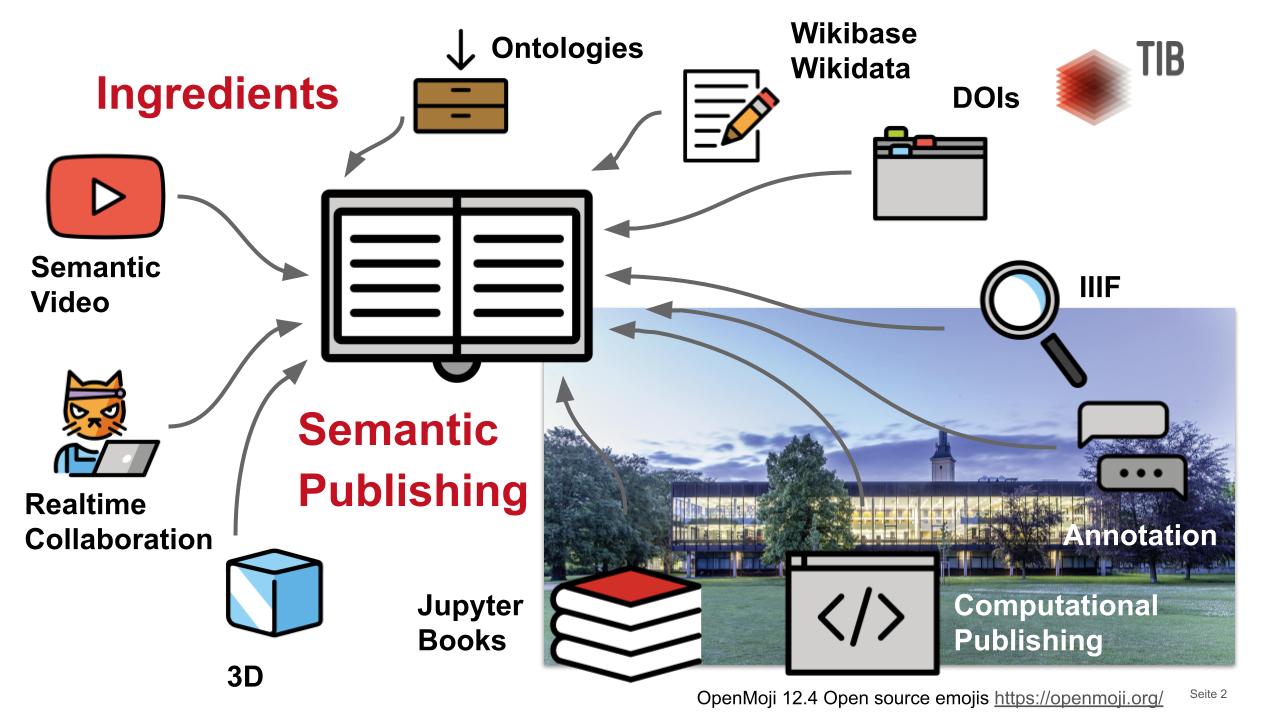 Ingredients
Ontologies
Wikibase
Wikidata
DOIs
TIB
Semantic
Video
IIIF
Realtime
Collaboration
Semantic
Publishing
Annotation
3D
Jupyter
Books
</>
Computational
Publishing
OpenMoji 12.4 Open source emojis https://openmoji.org/
Seite 2